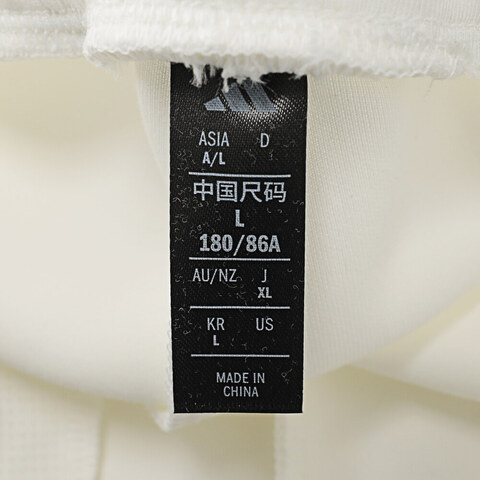 ASIA D
A/L
中国尺码
L
180/86A
AU/NZ J
XL
KR US
L
MADE IN
CHINA